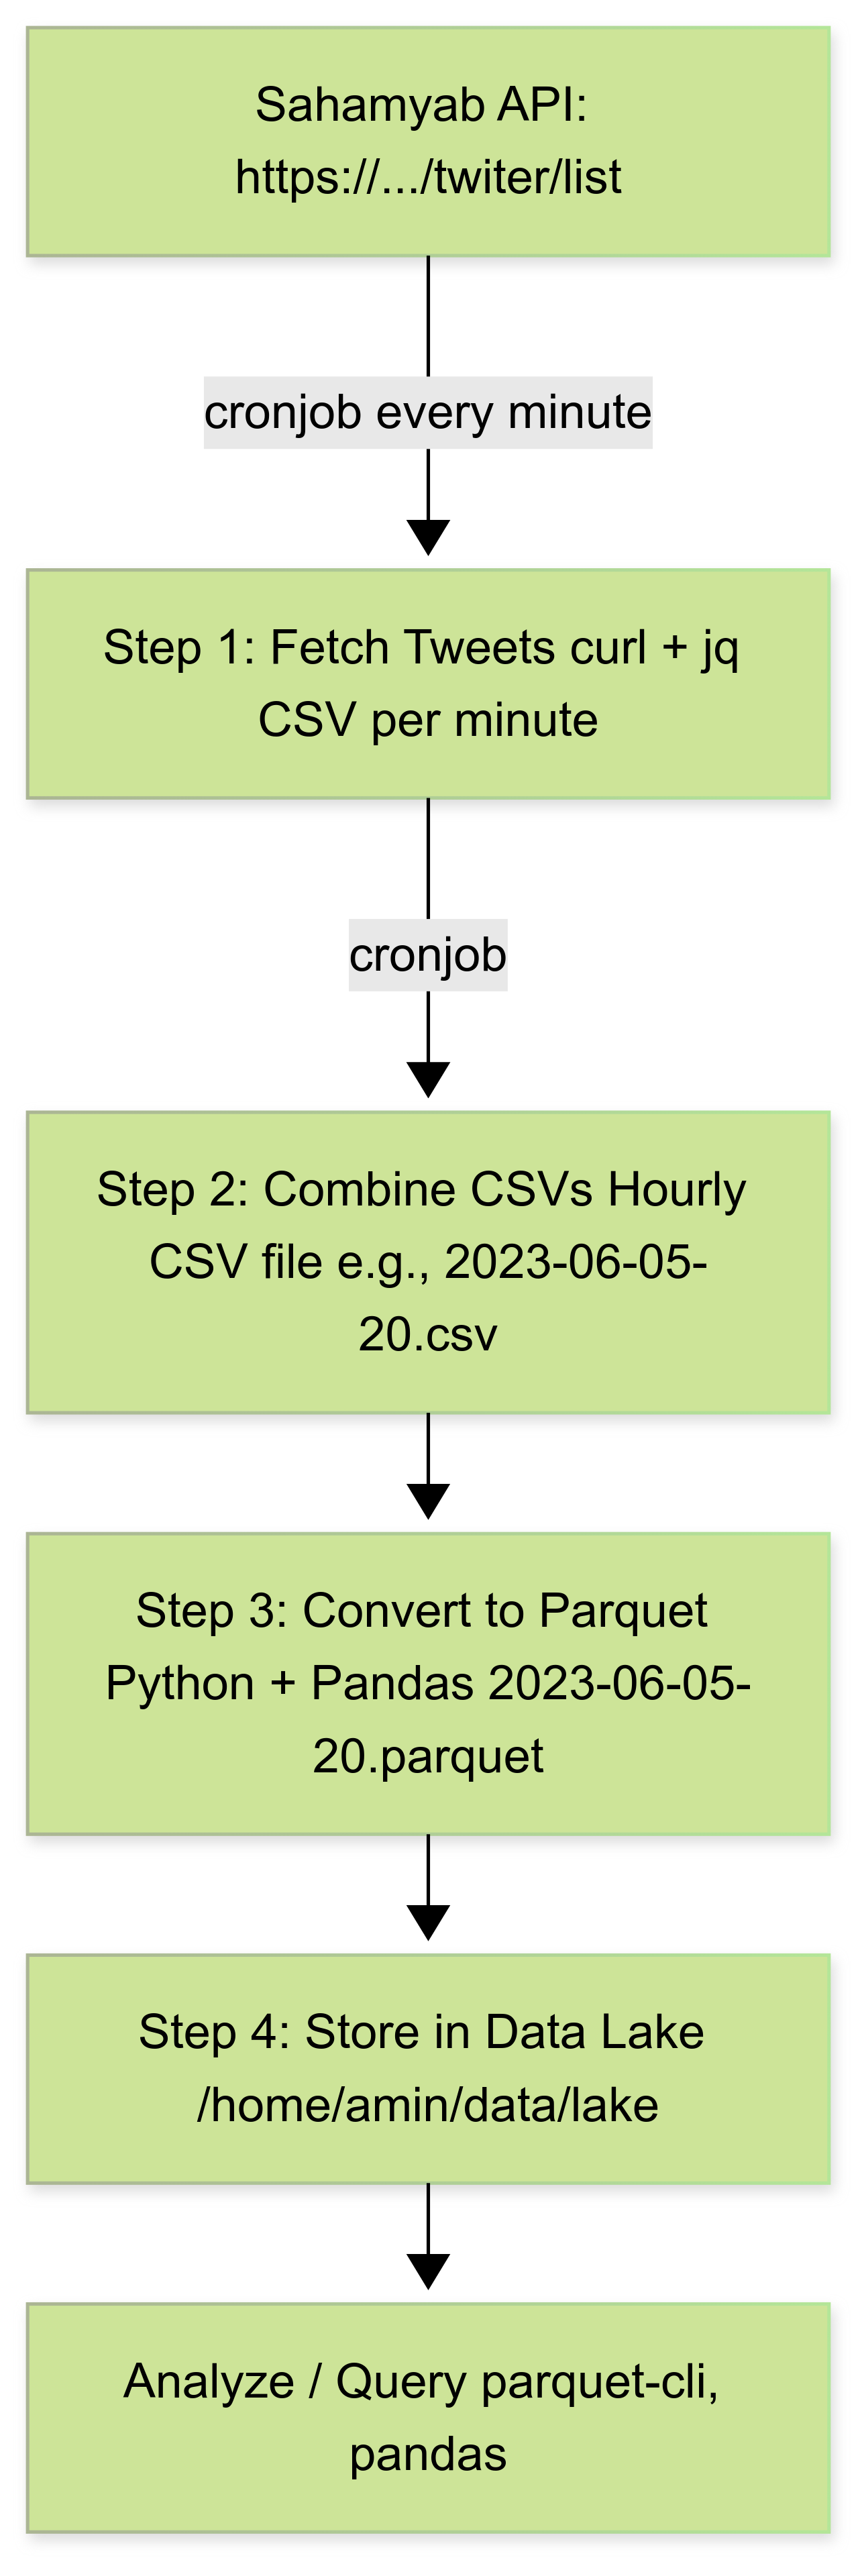 Sahamyab API:
https://.../twiter/list
cronjob every minute
Step 1: Fetch Tweets curl + jq
CSV per minute
cronjob
Step 2: Combine CSVs Hourly
CSV file e.g., 2023-06-05-
20.csv
Step 3: Convert to Parquet
Python + Pandas 2023-06-05-
20.parquet
Step 4: Store in Data Lake
/home/amin/data/lake
Analyze / Query parquet-cli,
pandas